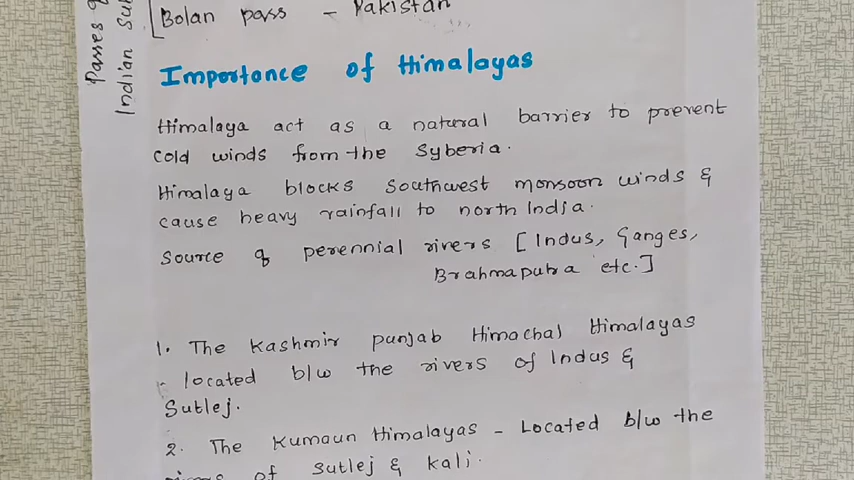 Passes of
Indian Su
Bolan pass - Pakistan
Importance of Himalayas
Himalaya act as a natural barrier to prevent
cold winds from the Syberia.
Himalaya blocks southwest monsoon winds &
cause heavy rainfall to north India.
Source of perennial rivers [Indus, Ganges,
Brahmaputra etc.]
1. The Kashmir punjab Himachal Himalayas
- located b/w the rivers of Indus &
Sutlej.
2. The Kumaun Himalayas - Located b/w the
of Sutlej & Kali.